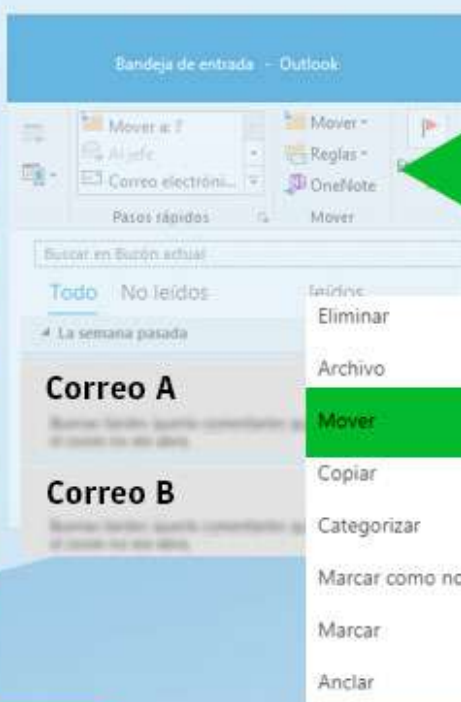 Bandeja de entrada - Outlook
Mover a: ?
Al jefe
Correo electróni...
Pasos rápidos
Mover
Reglas
OneNote
Mover
Buscar en Buzón actual
Todo No leídos leídos
La semana pasada
Correo A
Correo B
Eliminar
Archivo
Mover
Copiar
Categorizar
Marcar como no
Marcar
Anclar